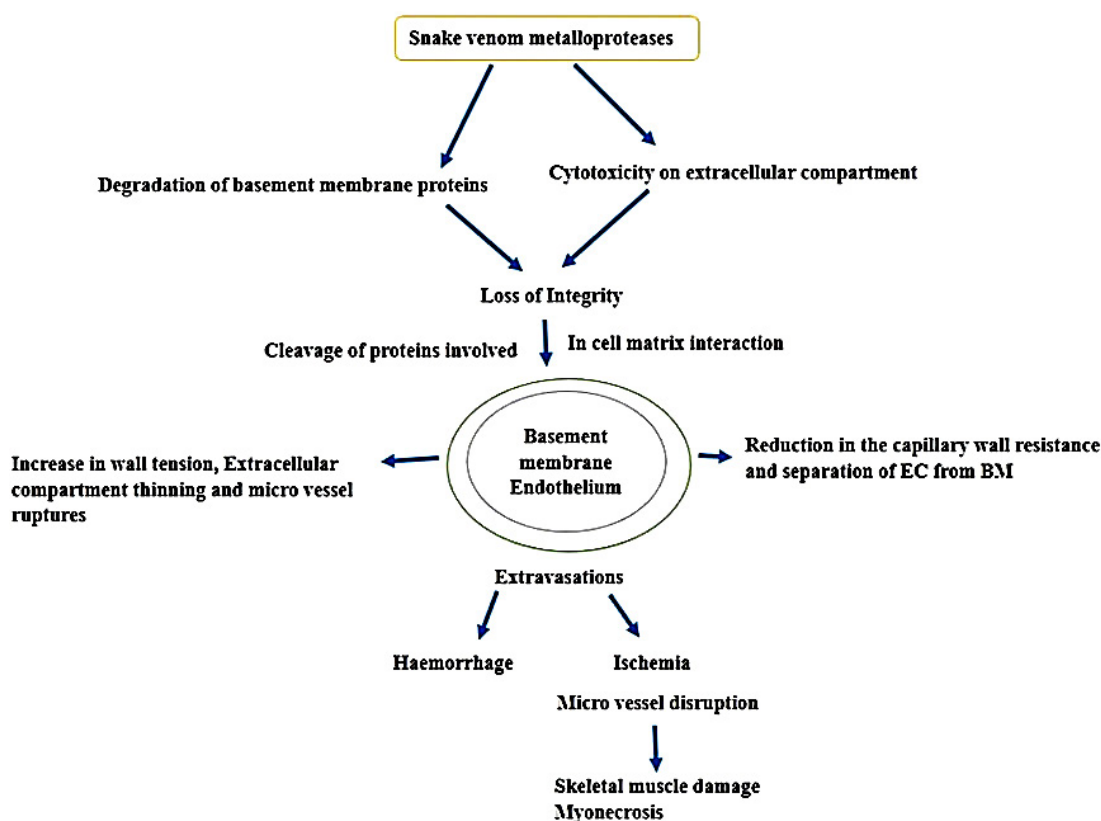 Snake venom metalloproteases
Degradation of basement membrane proteins
Cytotoxicity on extracellular compartment
Loss of Integrity
Cleavage of proteins involved
In cell matrix interaction
Basement
membrane
Endothelium
Increase in wall tension, Extracellular
compartment thinning and micro vessel
ruptures
Reduction in the capillary wall resistance
and separation of EC from BM
Extravasations
Haemorrhage
Ischemia
Micro vessel disruption
Skeletal muscle damage
Myonecrosis